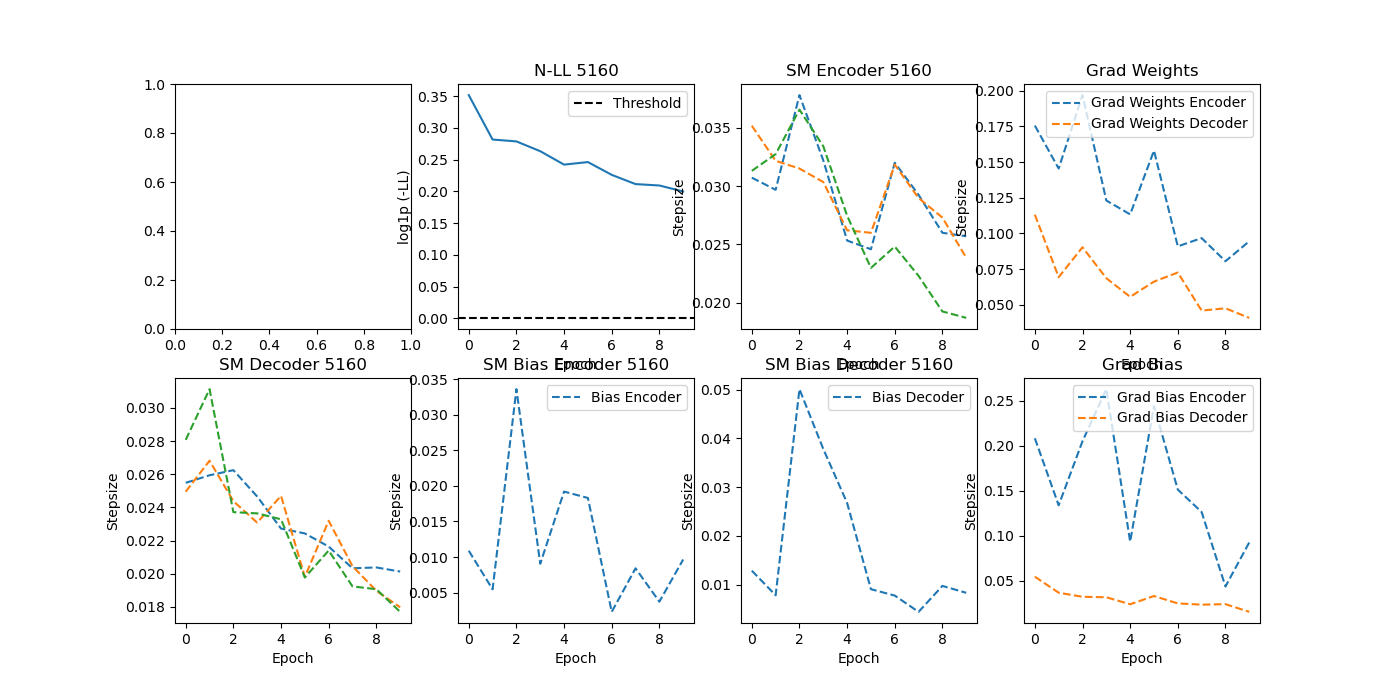 N-LL 5160
SM Encoder 5160
Grad Weights
1.0
0.8
0.6
0.4
0.2
0.0
0.0 0.2 0.4 0.6 0.8 1.0
log1p (-LL)
0.35
0.30
0.25
0.20
0.15
0.10
0.05
0.00
0 2 4 6 8
Epoch
Threshold
Stepsize
0.035
0.030
0.025
0.020
0 2 4 6 8
Epoch
Stepsize
0.200
0.175
0.150
0.125
0.100
0.075
0.050
0 2 4 6 8
Epoch
Grad Weights Encoder
Grad Weights Decoder
SM Decoder 5160
SM Bias Encoder 5160
SM Bias Decoder 5160
Grad Bias
Stepsize
0.030
0.028
0.026
0.024
0.022
0.020
0.018
0 2 4 6 8
Epoch
Stepsize
0.035
0.030
0.025
0.020
0.015
0.010
0.005
0 2 4 6 8
Epoch
Bias Encoder
Stepsize
0.05
0.04
0.03
0.02
0.01
0 2 4 6 8
Epoch
Bias Decoder
Stepsize
0.25
0.20
0.15
0.10
0.05
0 2 4 6 8
Epoch
Grad Bias Encoder
Grad Bias Decoder